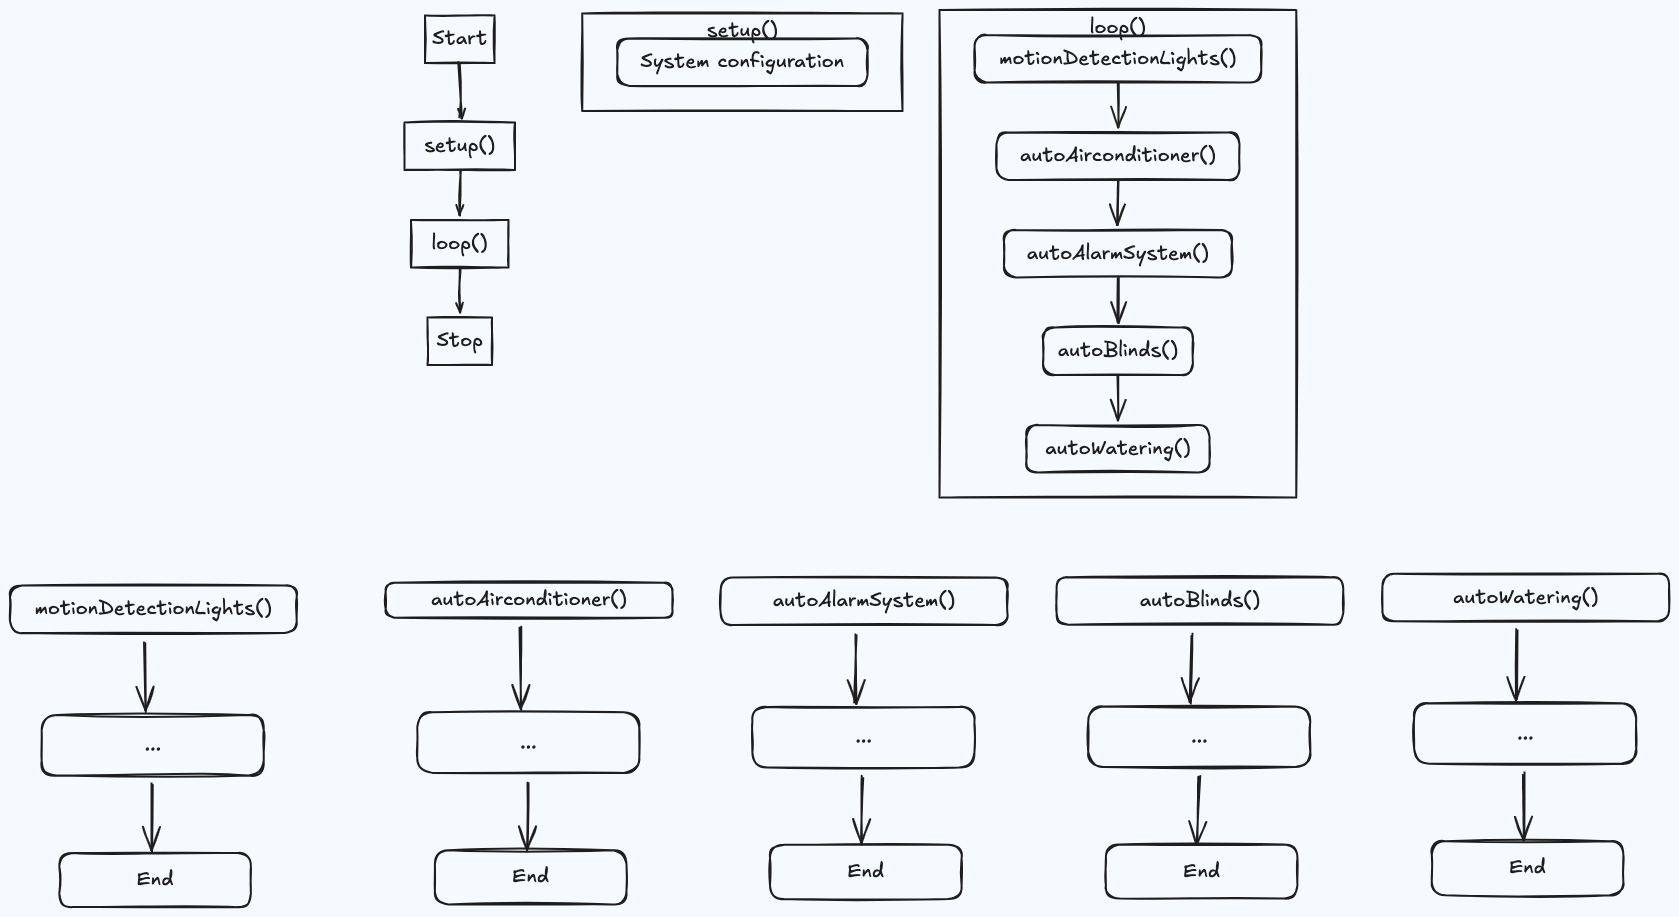 Start
setup()
loop()
Stop
setup()
System configuration
loop()
motionDetectionLights()
autoAirconditioner()
autoAlarmSystem()
autoBlinds()
autoWatering()
motionDetectionLights()
...
End
autoAirconditioner()
...
End
autoAlarmSystem()
...
End
autoBlinds()
...
End
autoWatering()
...
End